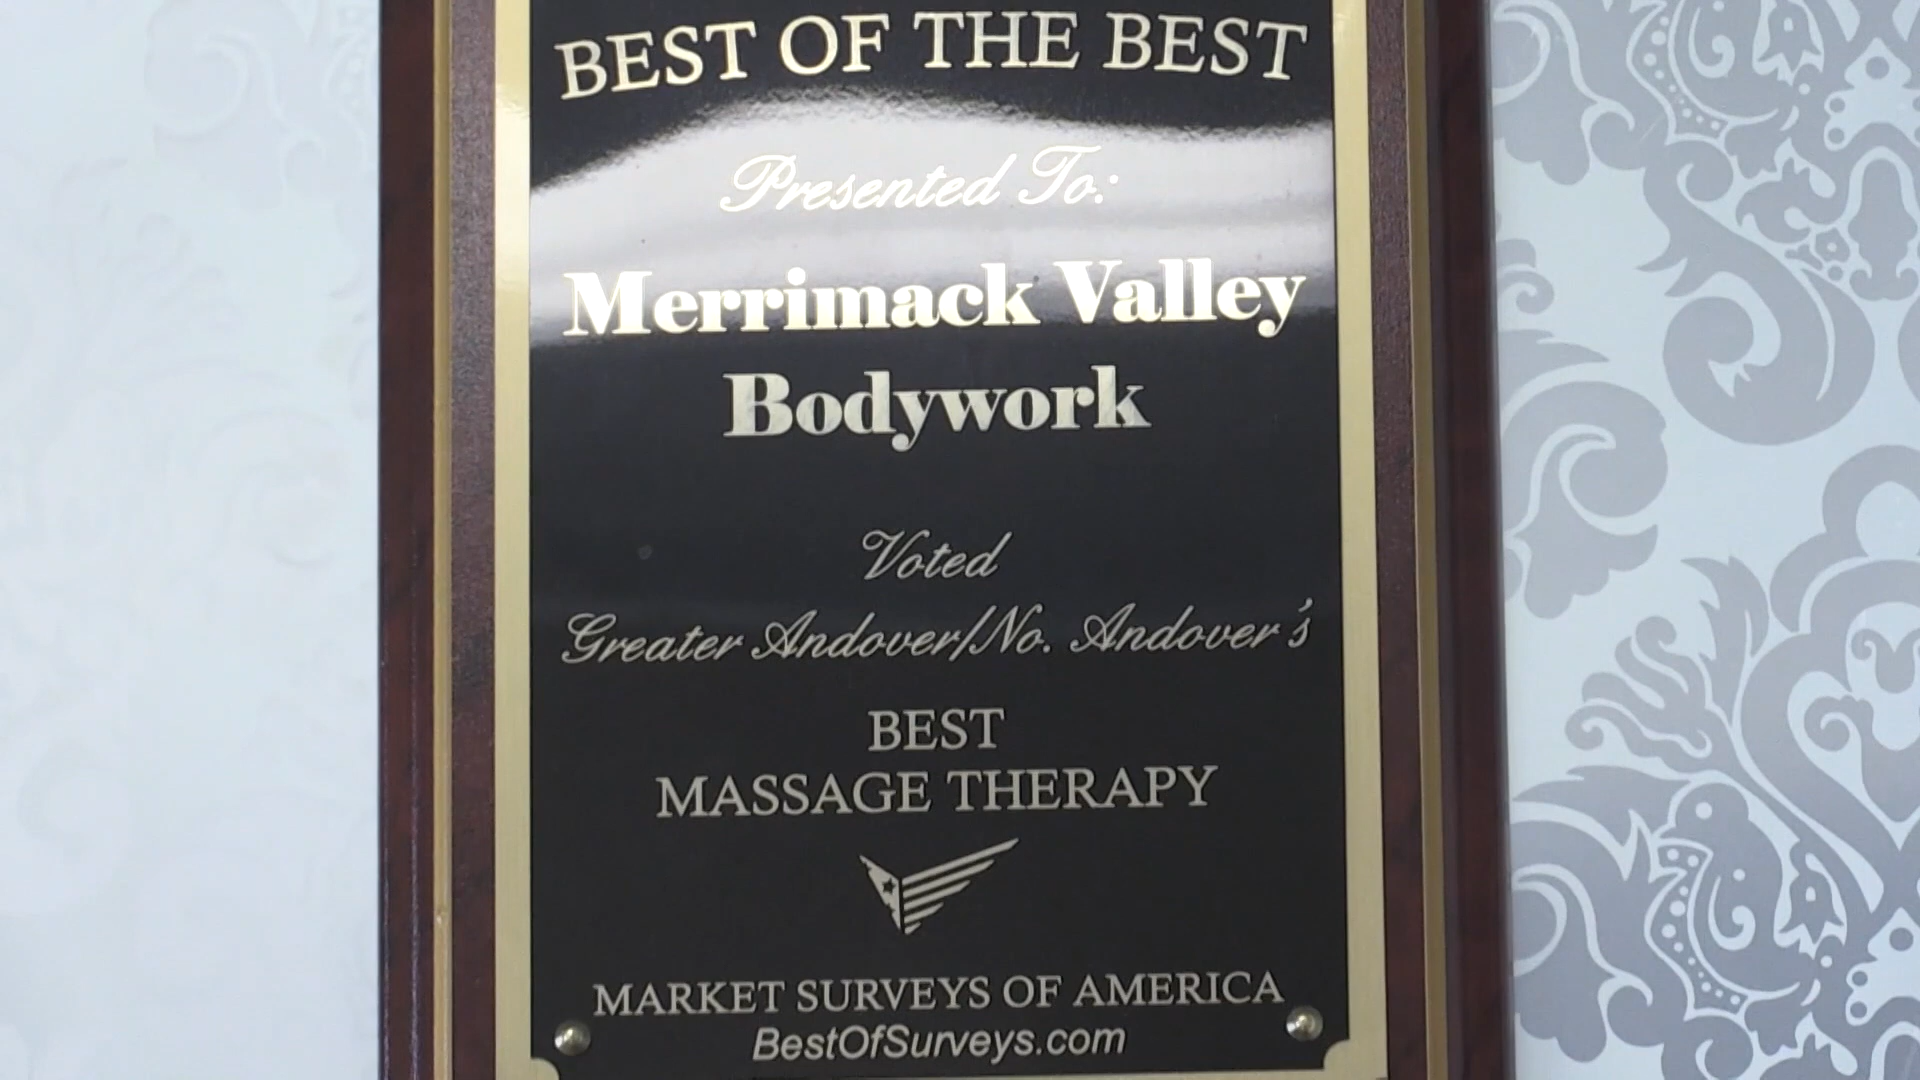 BEST OF THE BEST
Presented To:
Merrimack Valley
Bodywork
Voted
Greater Andover/No. Andover's
BEST
MASSAGE THERAPY
MARKET SURVEYS OF AMERICA
BestOfSurveys.com